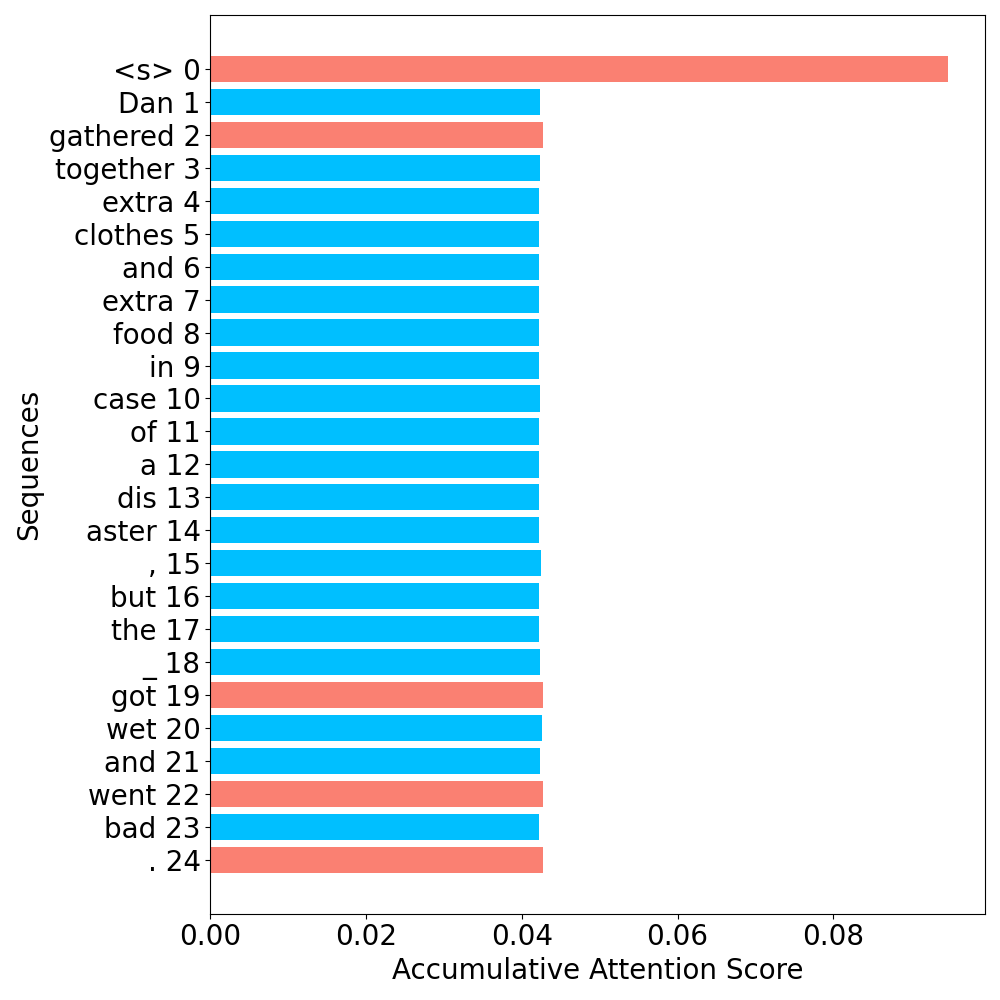 <s> 0
Dan 1
gathered 2
together 3
extra 4
clothes 5
and 6
extra 7
food 8
in 9
case 10
of 11
a 12
dis 13
aster 14
, 15
but 16
the 17
_ 18
got 19
wet 20
and 21
went 22
bad 23
. 24
Sequences
0.00 0.02 0.04 0.06 0.08
Accumulative Attention Score